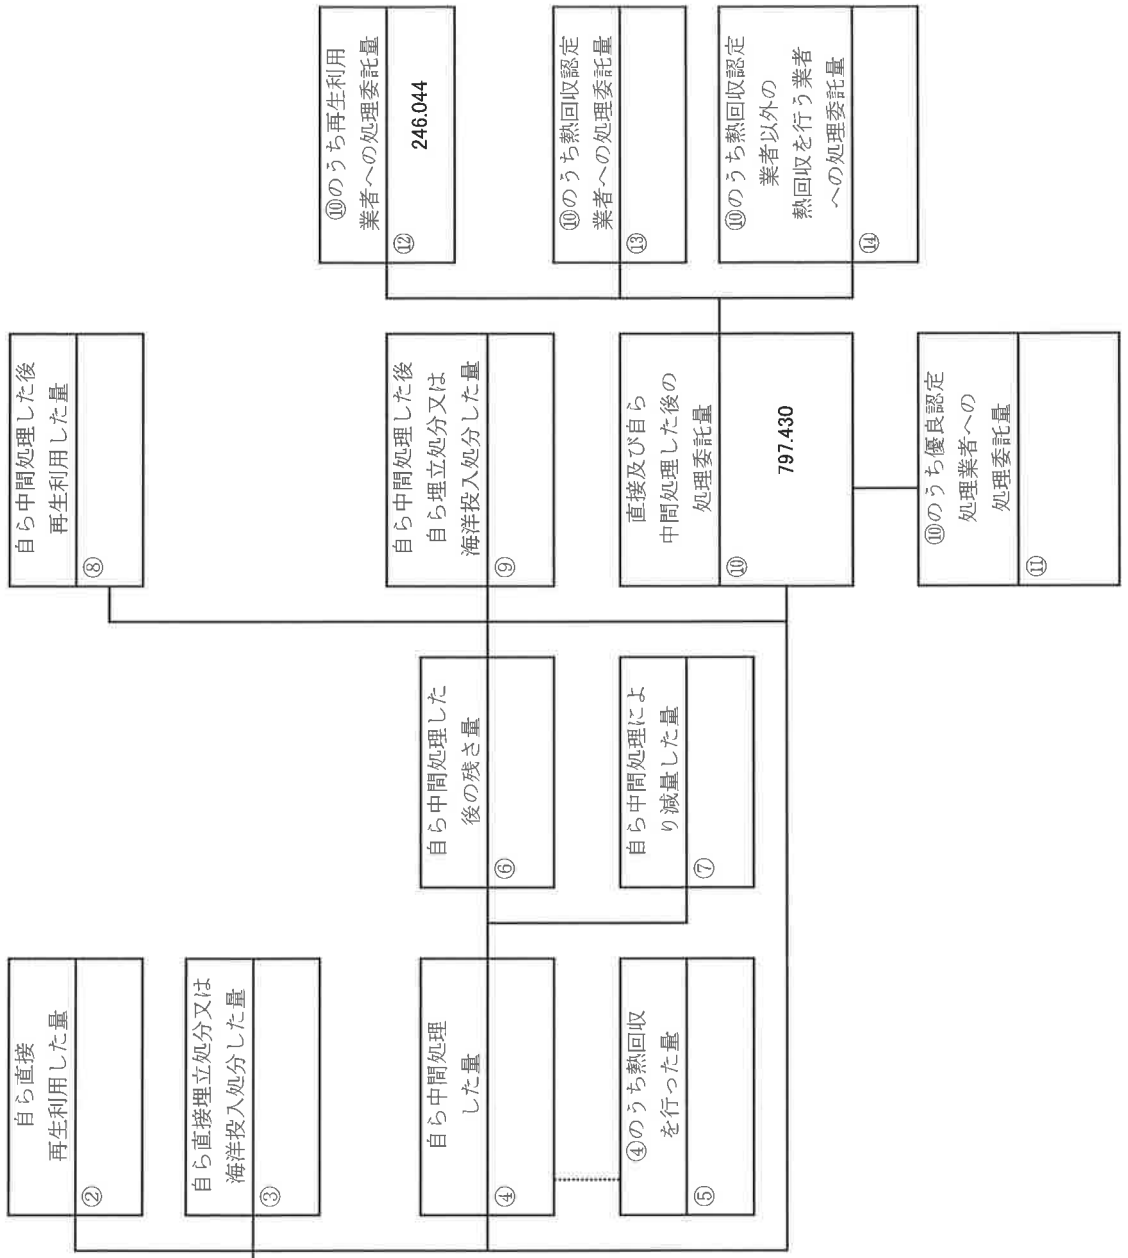 自ら直接
再生利用した量
②
自ら直接埋立処分又は
海洋投入処分した量
③
自ら中間処理
した量
④
④のうち熱回収
を行った量
⑤
自ら中間処理した
後の残さ量
⑥
自ら中間処理によ
り減量した量
⑦
自ら中間処理した後
再生利用した量
⑧
自ら中間処理した後
自ら埋立処分又は
海洋投入処分した量
⑨
直接及び自ら
中間処理した後の
処理委託量
⑩
797.430
⑩のうち優良認定
処理業者への
処理委託量
⑪
⑩のうち再生利用
業者への処理委託量
⑫
246.044
⑩のうち熱回収認定
業者への処理委託量
⑬
⑩のうち熱回収認定
業者以外の
熱回収を行う業者
への処理委託量
⑭